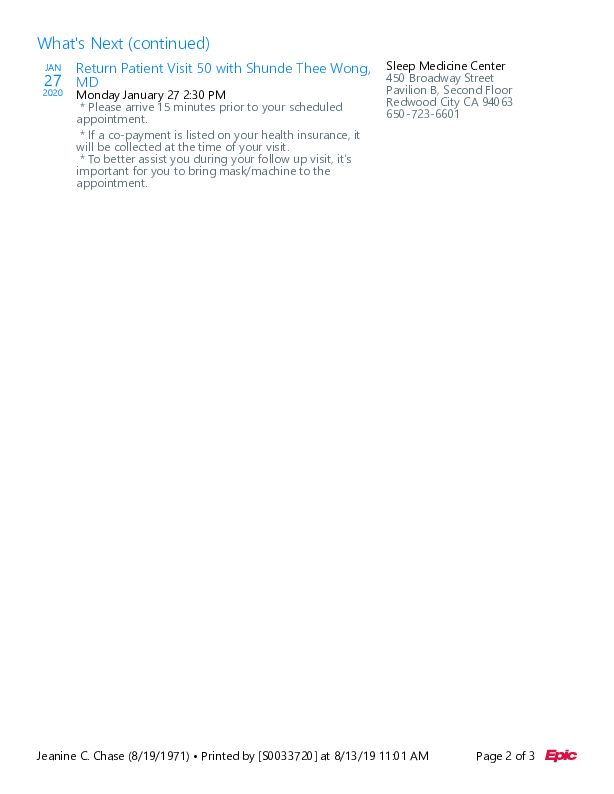 What's Next (continued)
JAN
27
2020
Return Patient Visit 50 with Shunde Thee Wong,
MD
Monday January 27 2:30 PM
* Please arrive 15 minutes prior to your scheduled
appointment.
* If a co-payment is listed on your health insurance, it
will be collected at the time of your visit.
* To better assist you during your follow up visit, it's
important for you to bring mask/machine to the
appointment.
Sleep Medicine Center
450 Broadway Street
Pavilion B, Second Floor
Redwood City CA 94063
650-723-6601
Jeanine C. Chase (8/19/1971) • Printed by [S0033720] at 8/13/19 11:01 AM
Page 2 of 3
Epic